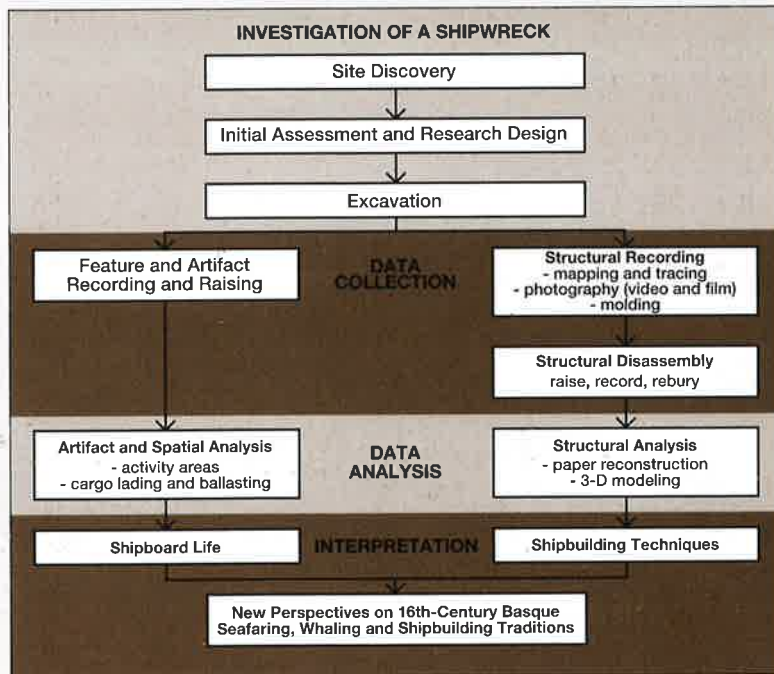 INVESTIGATION OF A SHIPWRECK
Site Discovery
Initial Assessment and Research Design
Excavation
Feature and Artifact
Recording and Raising
DATA
COLLECTION
Structural Recording
- mapping and tracing
- photography (video and film)
- molding
Structural Disassembly
raise, record, rebury
Artifact and Spatial Analysis
- activity areas
- cargo lading and ballasting
DATA
ANALYSIS
Structural Analysis
- paper reconstruction
- 3-D modeling
Shipboard Life
INTERPRETATION
Shipbuilding Techniques
New Perspectives on 16th-Century Basque
Seafaring, Whaling and Shipbuilding Traditions